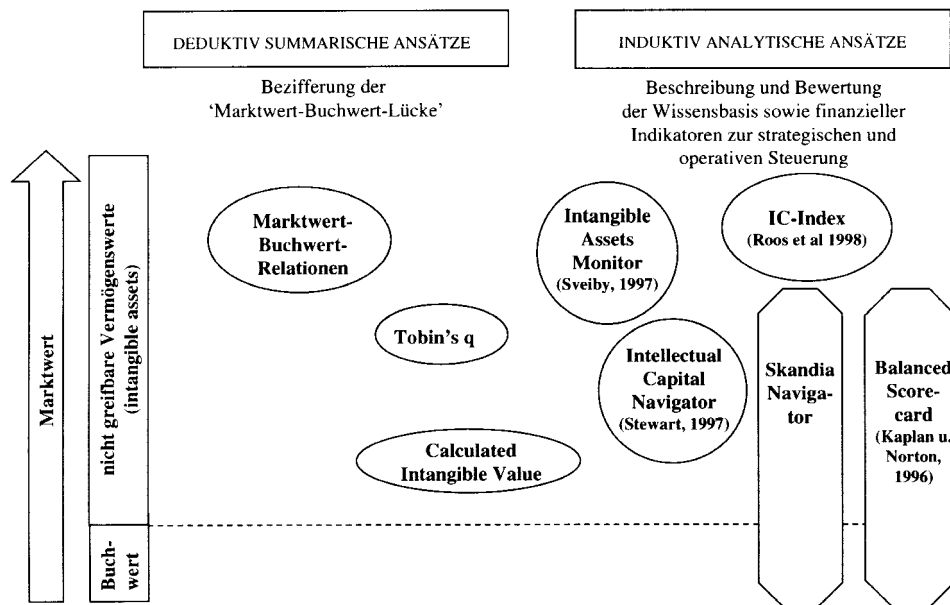 DEDUKTIV SUMMARISCHE ANSÄTZE
INDUKTIV ANALYTISCHE ANSÄTZE
Bezifferung der
‘Marktwert-Buchwert-Lücke’
Beschreibung und Bewertung
der Wissensbasis sowie finanzieller
Indikatoren zur strategischen und
operativen Steuerung
Marktwert
nicht greifbare Vermögenswerte
(intangible assets)
Buch-
wert
Marktwert-
Buchwert-
Relationen
Tobin’s q
Calculated
Intangible Value
Intangible
Assets
Monitor
(Sveiby, 1997)
Intellectual
Capital
Navigator
(Stewart, 1997)
IC-Index
(Roos et al 1998)
Skandia
Naviga-
tor
Balanced
Score-
card
(Kaplan u.
Norton,
1996)